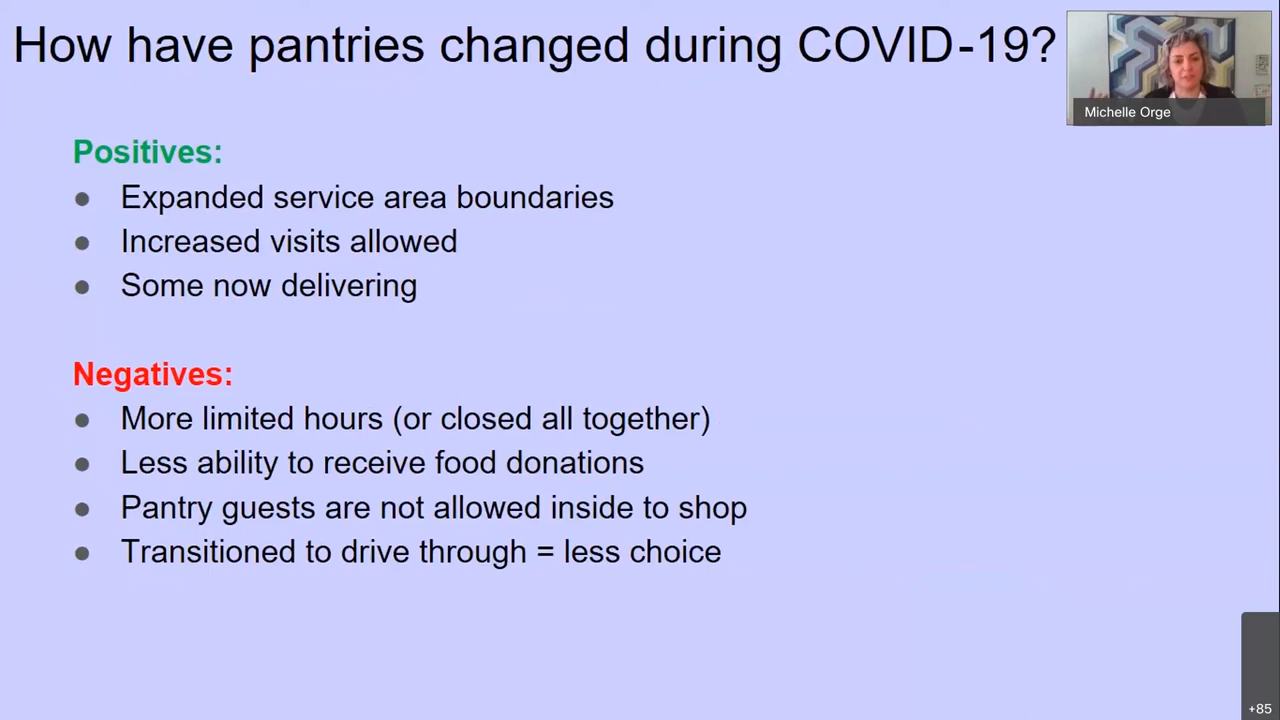 How have pantries changed during COVID-19?
Michelle Orge
Positives:
● Expanded service area boundaries
● Increased visits allowed
● Some now delivering
Negatives:
● More limited hours (or closed all together)
● Less ability to receive food donations
● Pantry guests are not allowed inside to shop
● Transitioned to drive through = less choice
+85